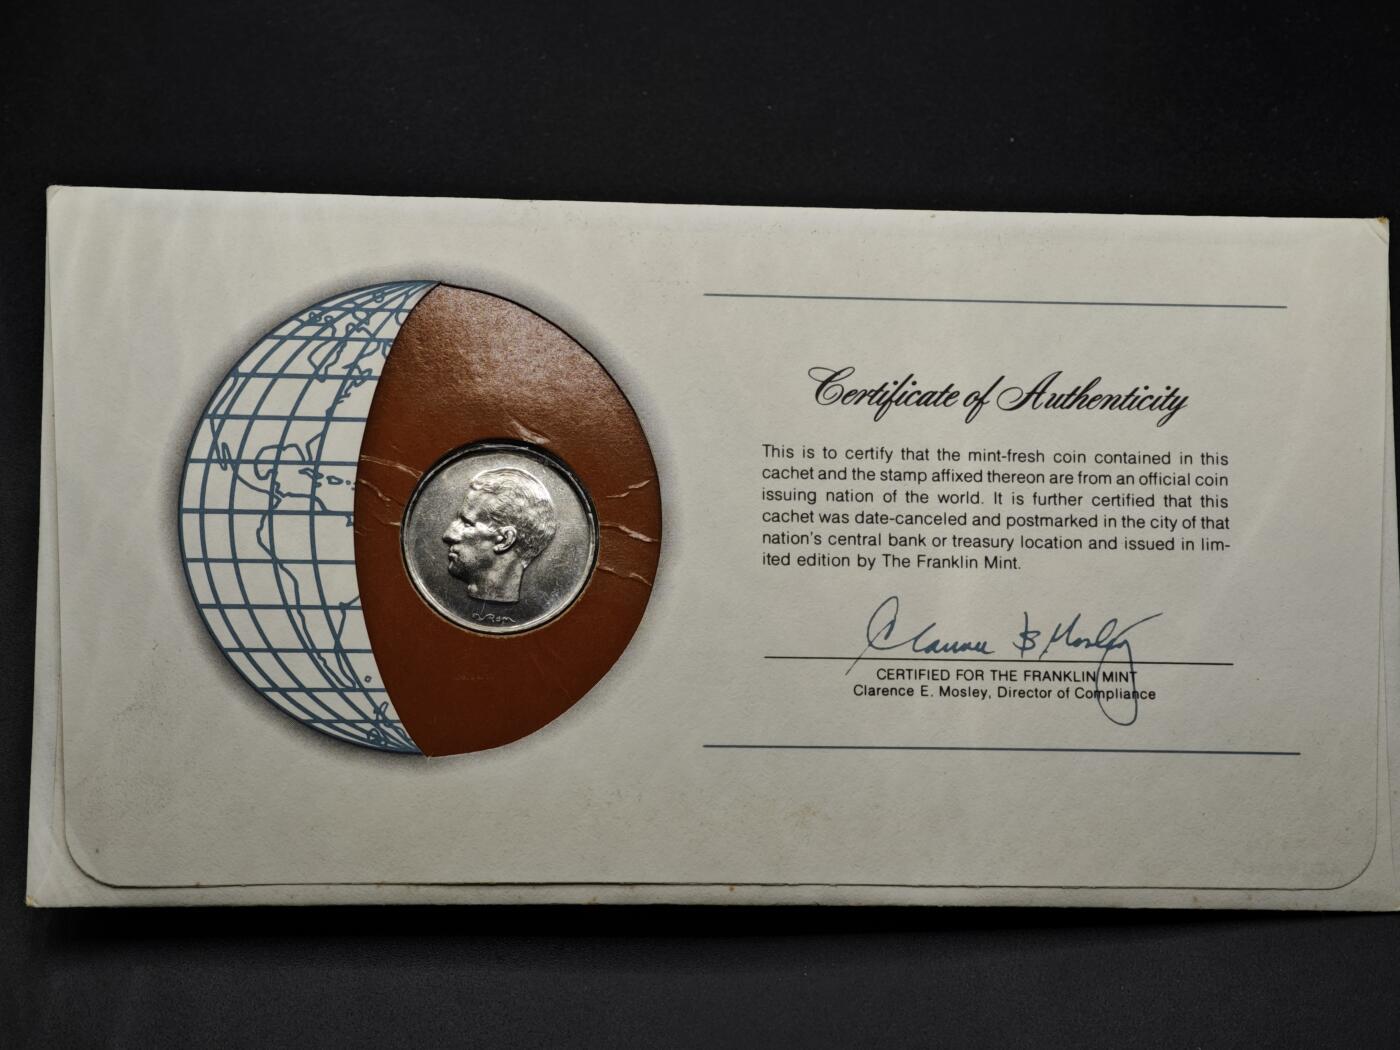 Certificate of Authenticity
This is to certify that the mint-fresh coin contained in this
cachet and the stamp affixed thereon are from an official coin
issuing nation of the world. It is further certified that this
cachet was date-canceled and postmarked in the city of that
nation's central bank or treasury location and issued in lim-
ited edition by The Franklin Mint.
Clarence B Mosley
CERTIFIED FOR THE FRANKLIN MINT
Clarence E. Mosley, Director of Compliance